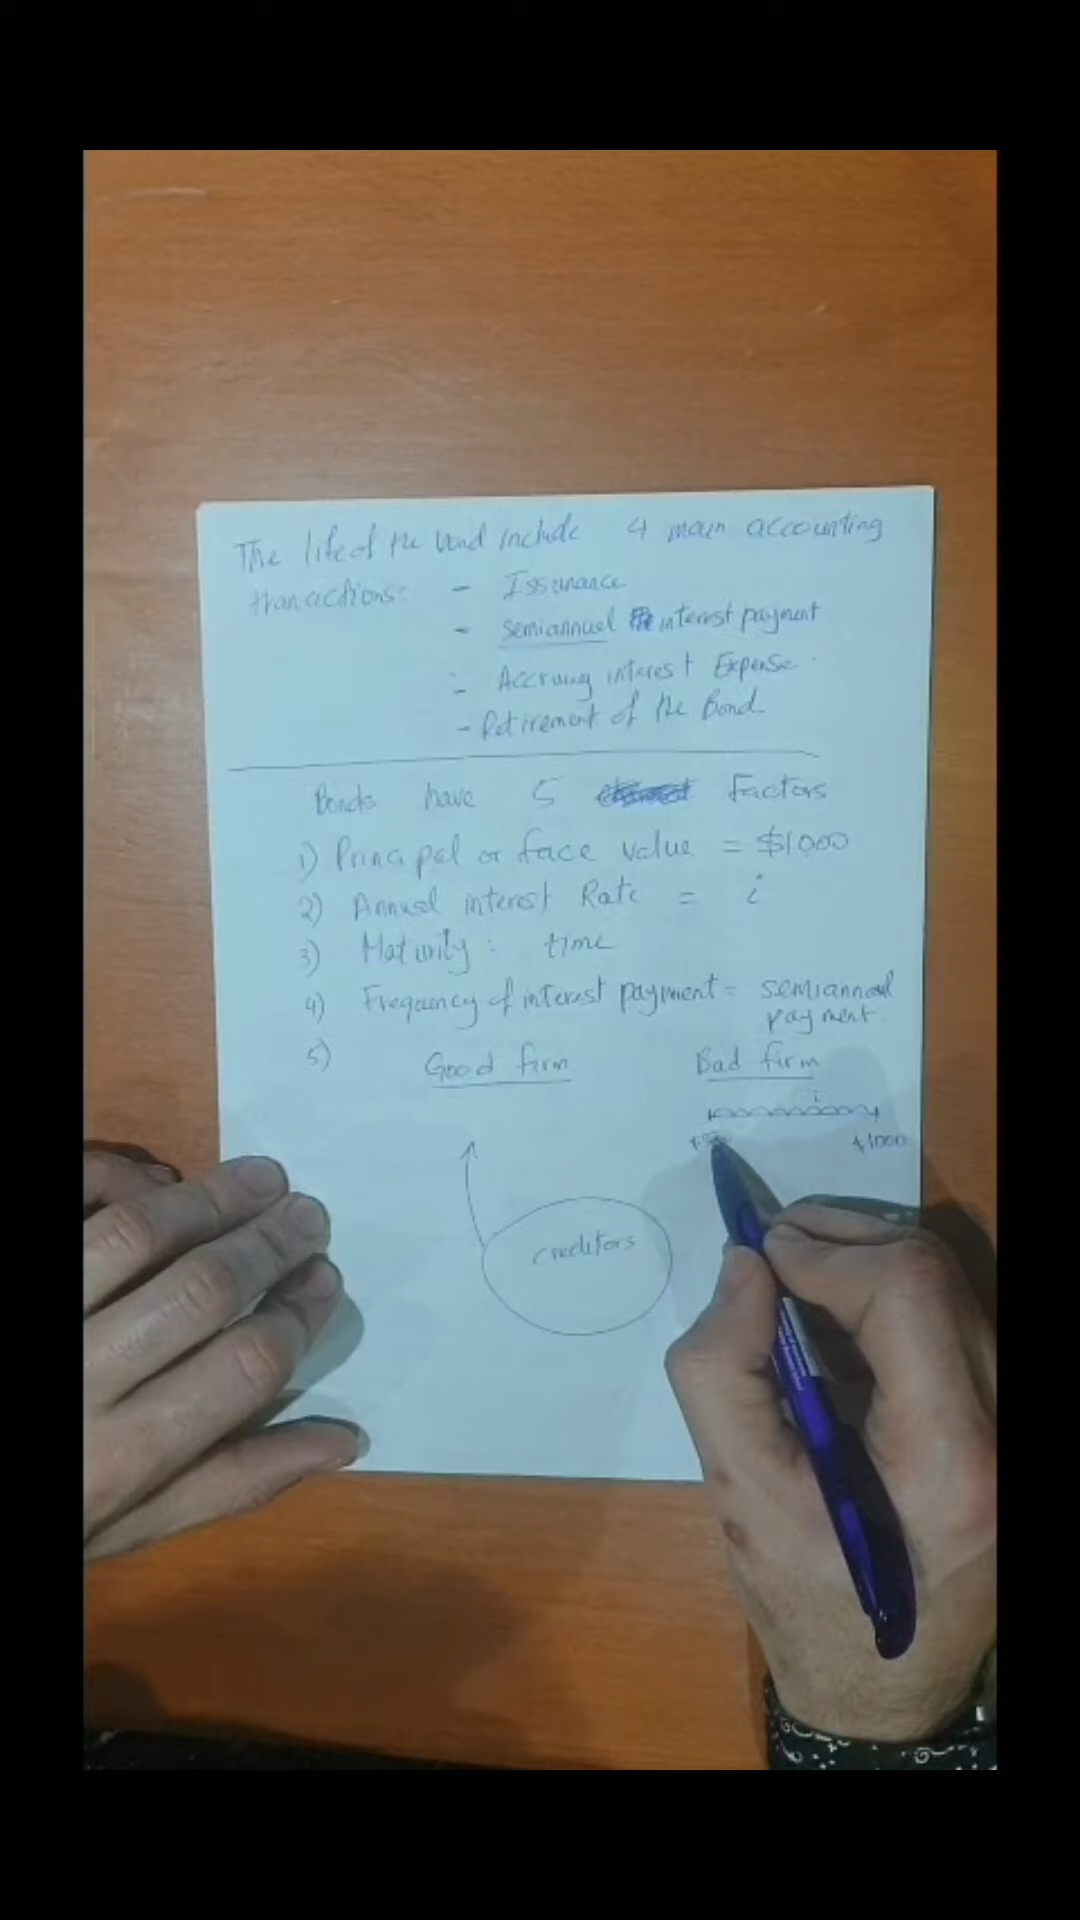 The life of the bond include 4 main accounting
tranactions: - Issunance
- semiannual interest payment
- Accruing interest Expense.
- Retirement of the Bond.
Bonds have 5 factors
1) Principal or face value = $1000
2) Annual interest Rate = i
3) Maturity: time
4) Frequency of interest payment = semiannual
payment.
5) Good firm Bad firm
i
$1000
creditors